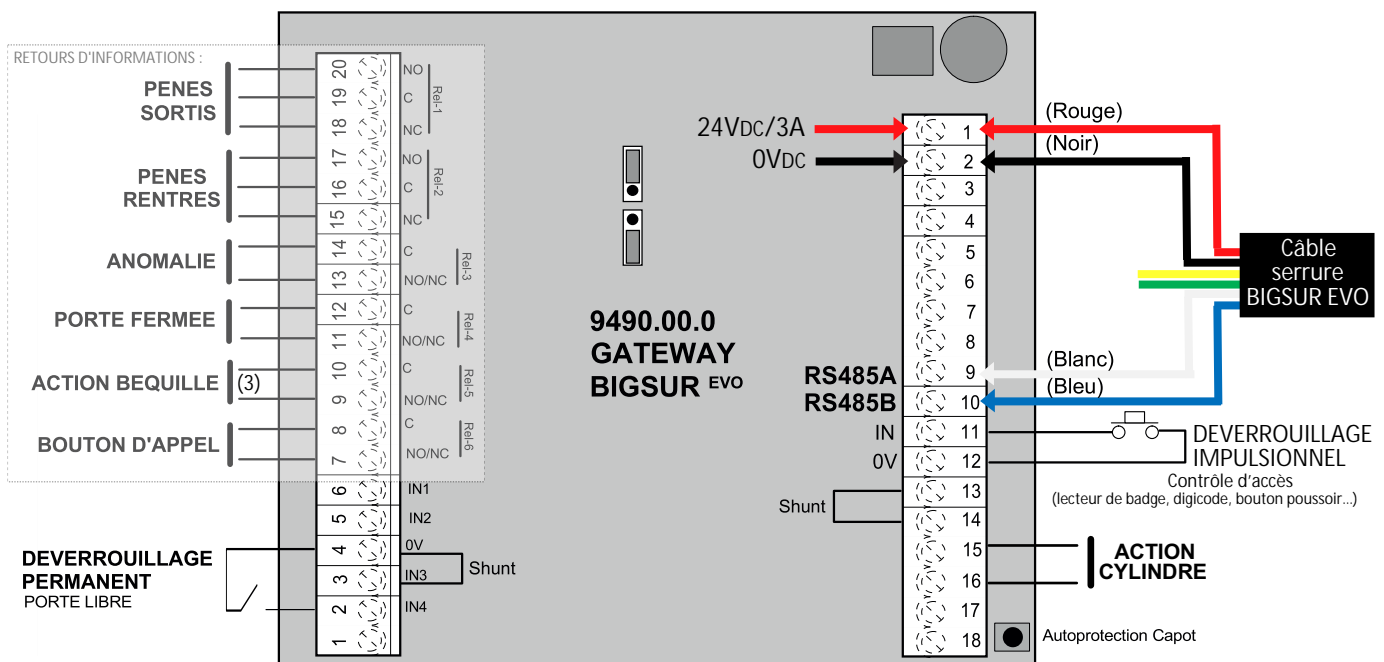 RETOURS D'INFORMATIONS :
PENES
SORTIS
20 NO
19 C
18 NC
Rel-1
PENES
RENTRES
17 NO
16 C
15 NC
Rel-2
ANOMALIE
14 C
13 NO/NC
Rel-3
PORTE FERMEE
12 C
11 NO/NC
Rel-4
ACTION BEQUILLE (3)
10 C
9 NO/NC
Rel-5
BOUTON D'APPEL
8 C
7 NO/NC
Rel-6
6 IN1
5 IN2
4 0V
3 IN3
Shunt
2 IN4
1
DEVERROUILLAGE
PERMANENT
PORTE LIBRE
9490.00.0
GATEWAY
BIGSUR EVO
24VDC/3A 1 (Rouge)
0VDC 2 (Noir)
3
4
5
6
7
8
RS485A 9 (Blanc)
RS485B 10 (Bleu)
IN 11
0V 12
Shunt
13
14
15
16
17
18
Câble
serrure
BIGSUR EVO
DEVERROUILLAGE
IMPULSIONNEL
Contrôle d'accès
(lecteur de badge, digicode, bouton poussoir...)
ACTION
CYLINDRE
Autoprotection Capot